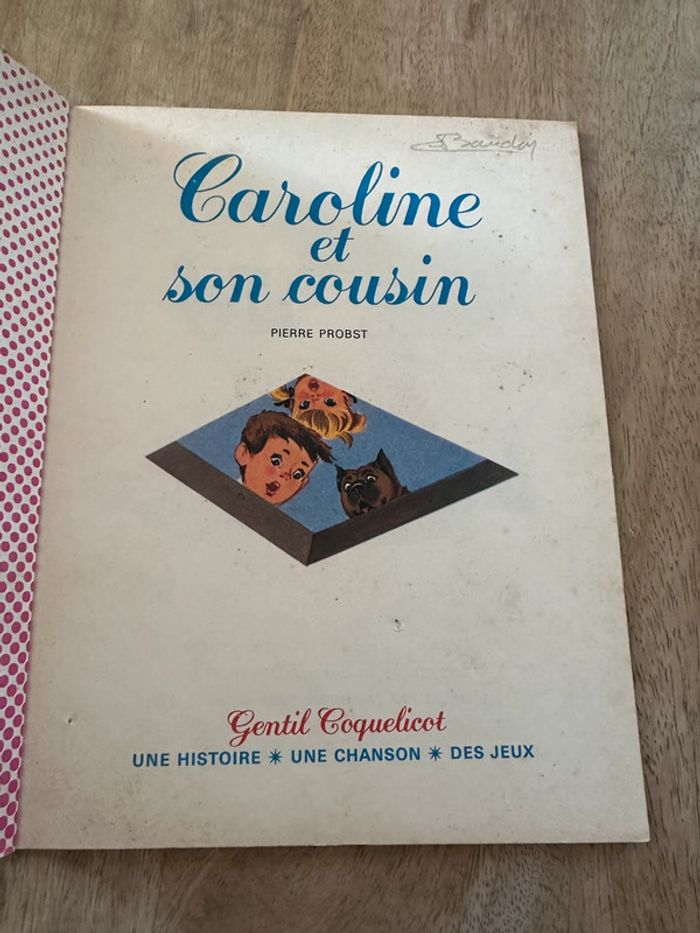 Caroline
et
son cousin
PIERRE PROBST
Gentil Coquelicot
UNE HISTOIRE ✴ UNE CHANSON ✴ DES JEUX